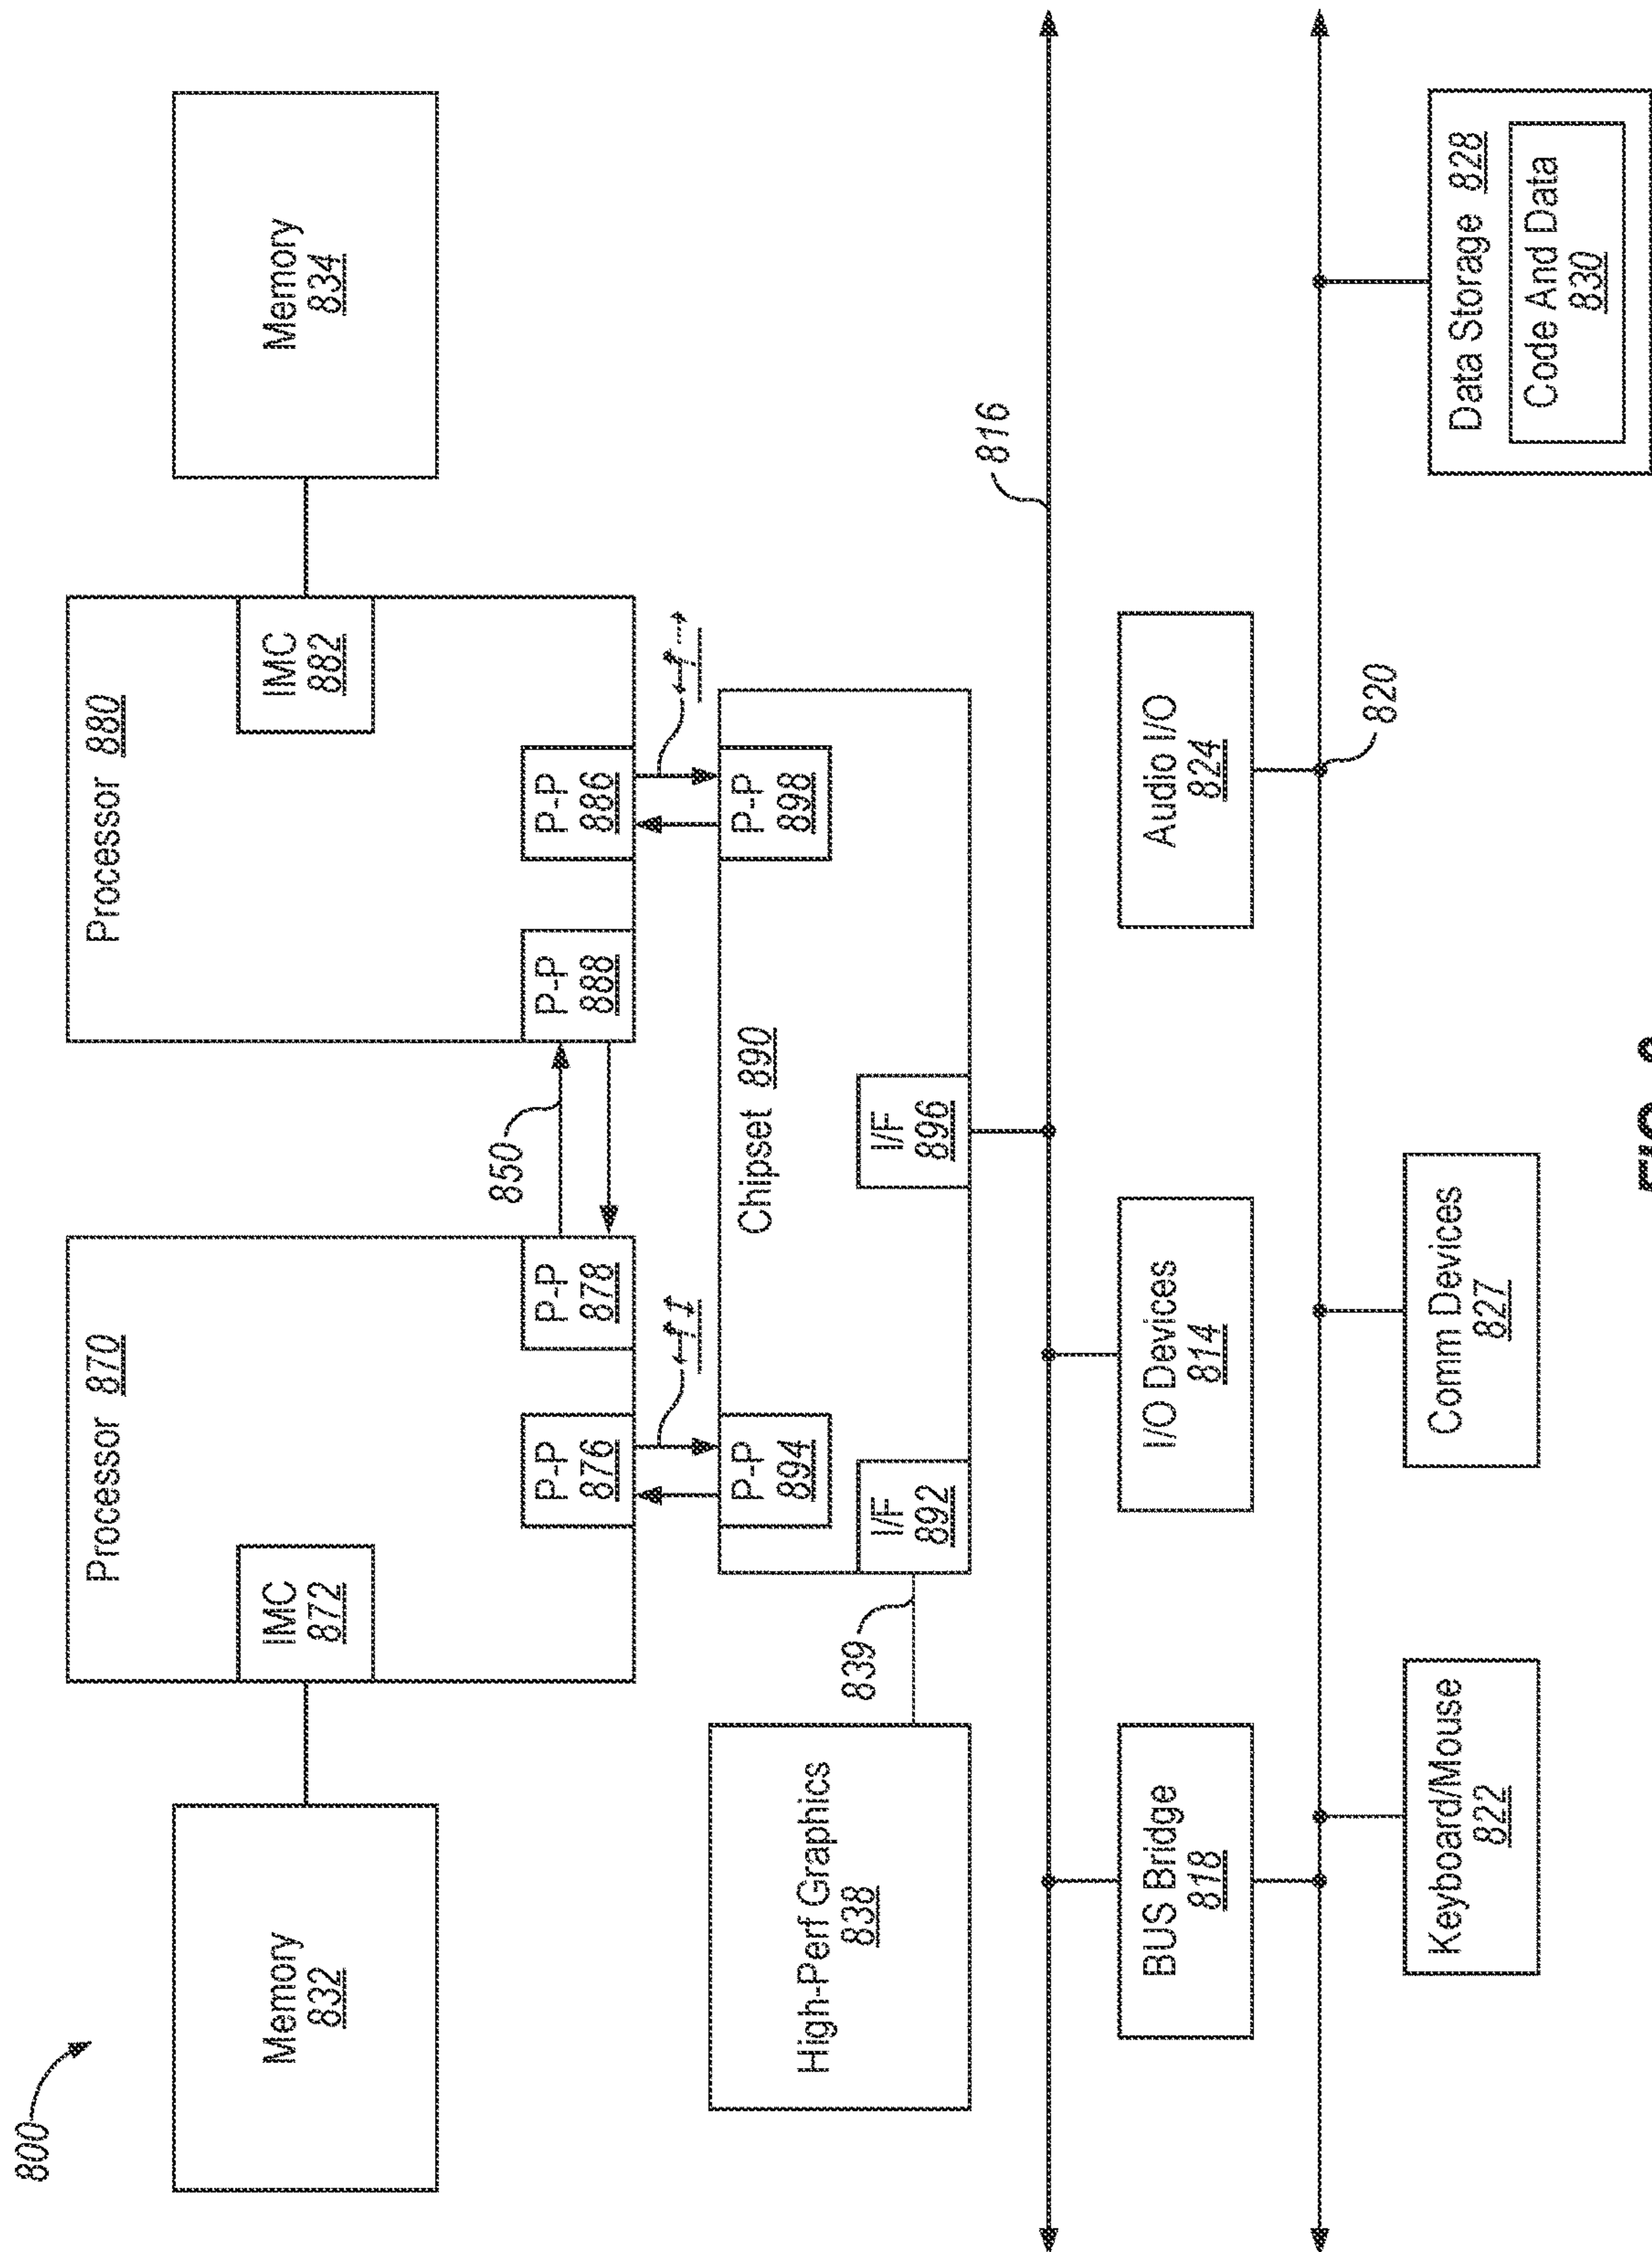 800
Memory
832
Processor 870
IMC
872
P-P
876
P-P
878
850
Processor 880
IMC
882
P-P
888
P-P
886
Memory
834
High-Perf Graphics
838
839
Chipset 890
P-P
894
P-P
898
I/F
892
I/F
896
816
BUS Bridge
818
I/O Devices
814
Audio I/O
824
820
Keyboard/Mouse
822
Comm Devices
827
Data Storage 828
Code And Data
830